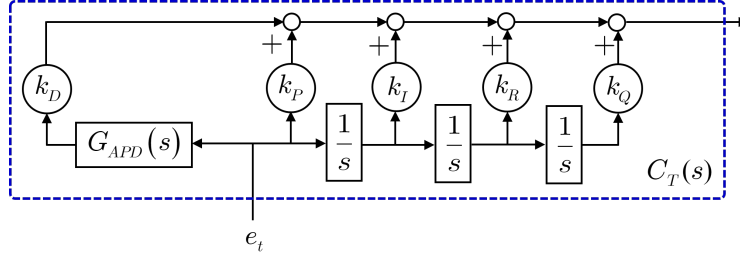 + + + +
k_D k_P k_I k_R k_Q
G_APD(s) 1/s 1/s 1/s
C_T(s)
e_t